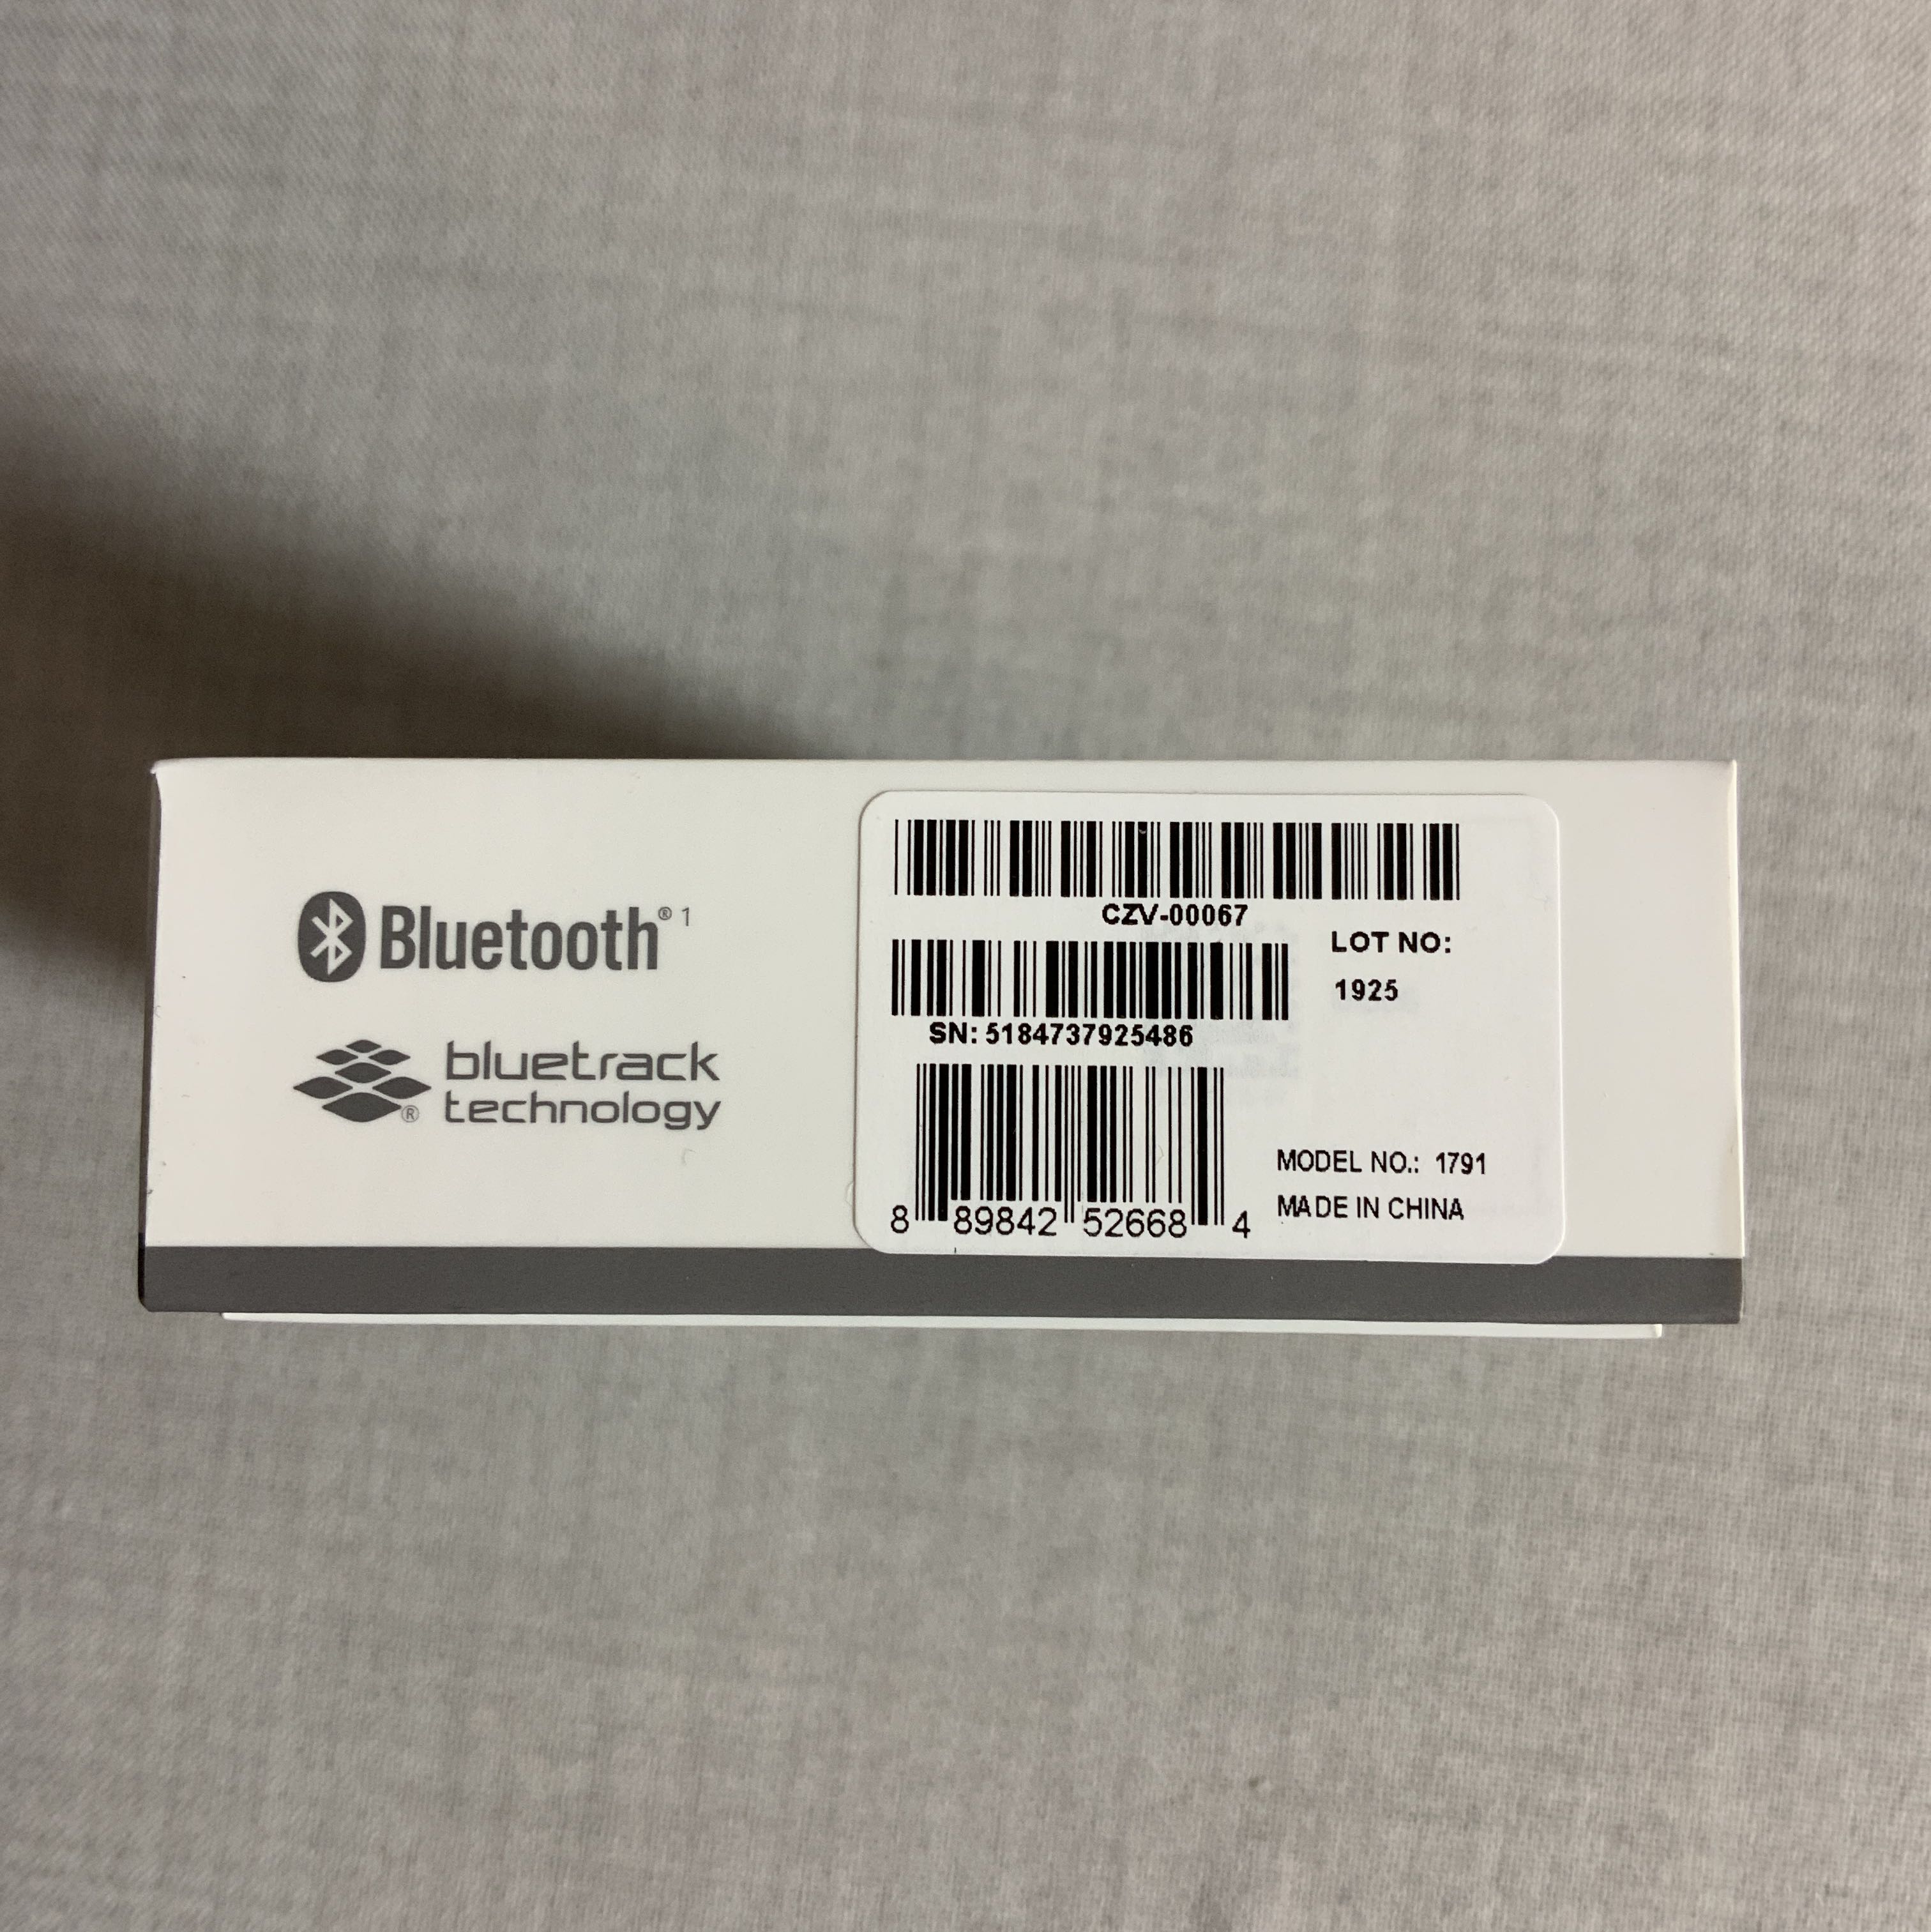 Bluetooth® 1
bluetrack
technology
®
CZV-00067
LOT NO:
1925
SN: 5184737925486
8 89842 52668 4
MODEL NO.: 1791
MADE IN CHINA